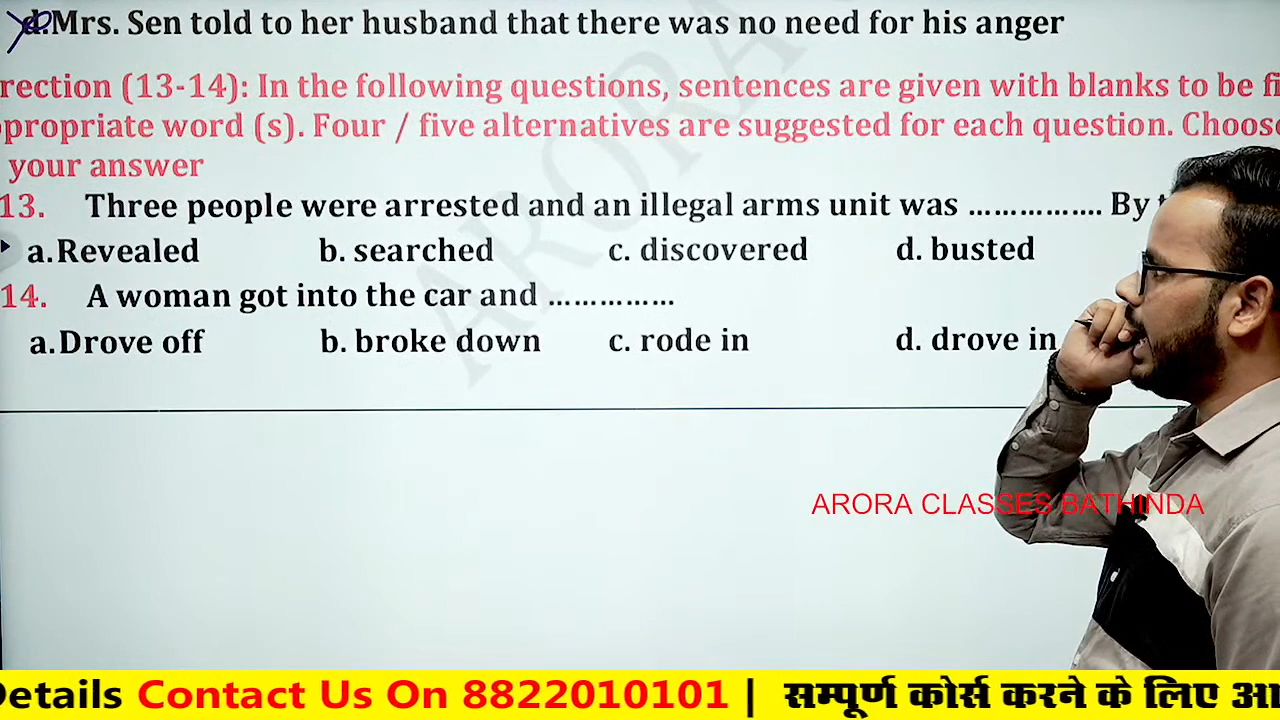 d.Mrs. Sen told to her husband that there was no need for his anger
rection (13-14): In the following questions, sentences are given with blanks to be fi
ppropriate word (s). Four / five alternatives are suggested for each question. Choose
your answer
13. Three people were arrested and an illegal arms unit was ............... By t
a.Revealed b. searched c. discovered d. busted
14. A woman got into the car and ...............
a.Drove off b. broke down c. rode in d. drove in
ARORA
ARORA CLASSES BATHINDA
Details Contact Us On 8822010101 | सम्पूर्ण कोर्स करने के लिए आ